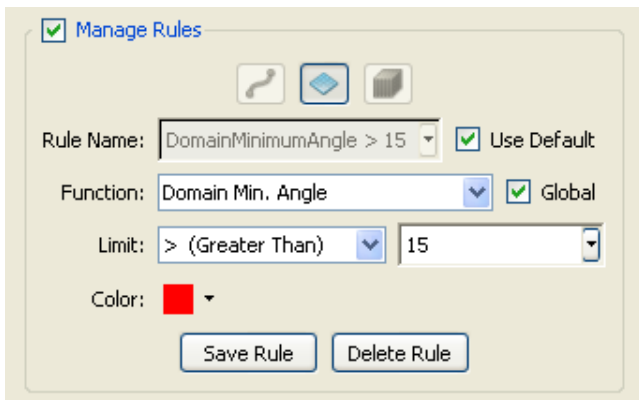 Manage Rules
Rule Name: DomainMinimumAngle > 15 Use Default
Function: Domain Min. Angle Global
Limit: > (Greater Than) 15
Color:
Save Rule Delete Rule